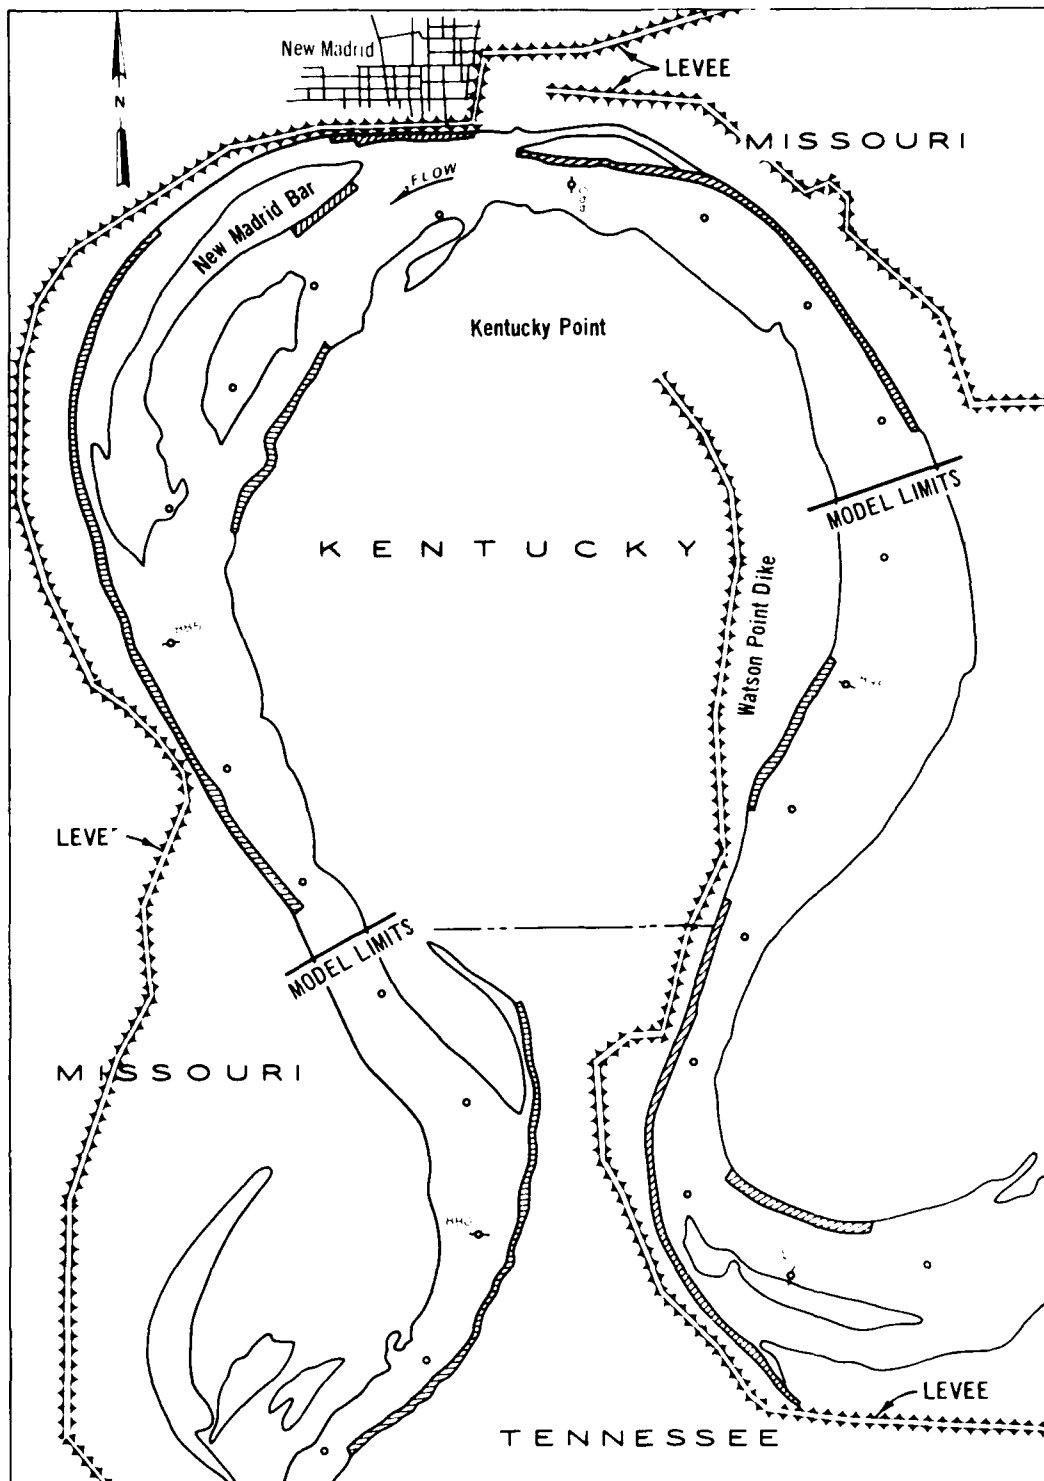 New Madrid
LEVEE
N
MISSOURI
FLOW
New Madrid Bar
Kentucky Point
MODEL LIMITS
KENTUCKY
Watson Point Dike
LEVE
MODEL LIMITS
MISSOURI
LEVEE
TENNESSEE